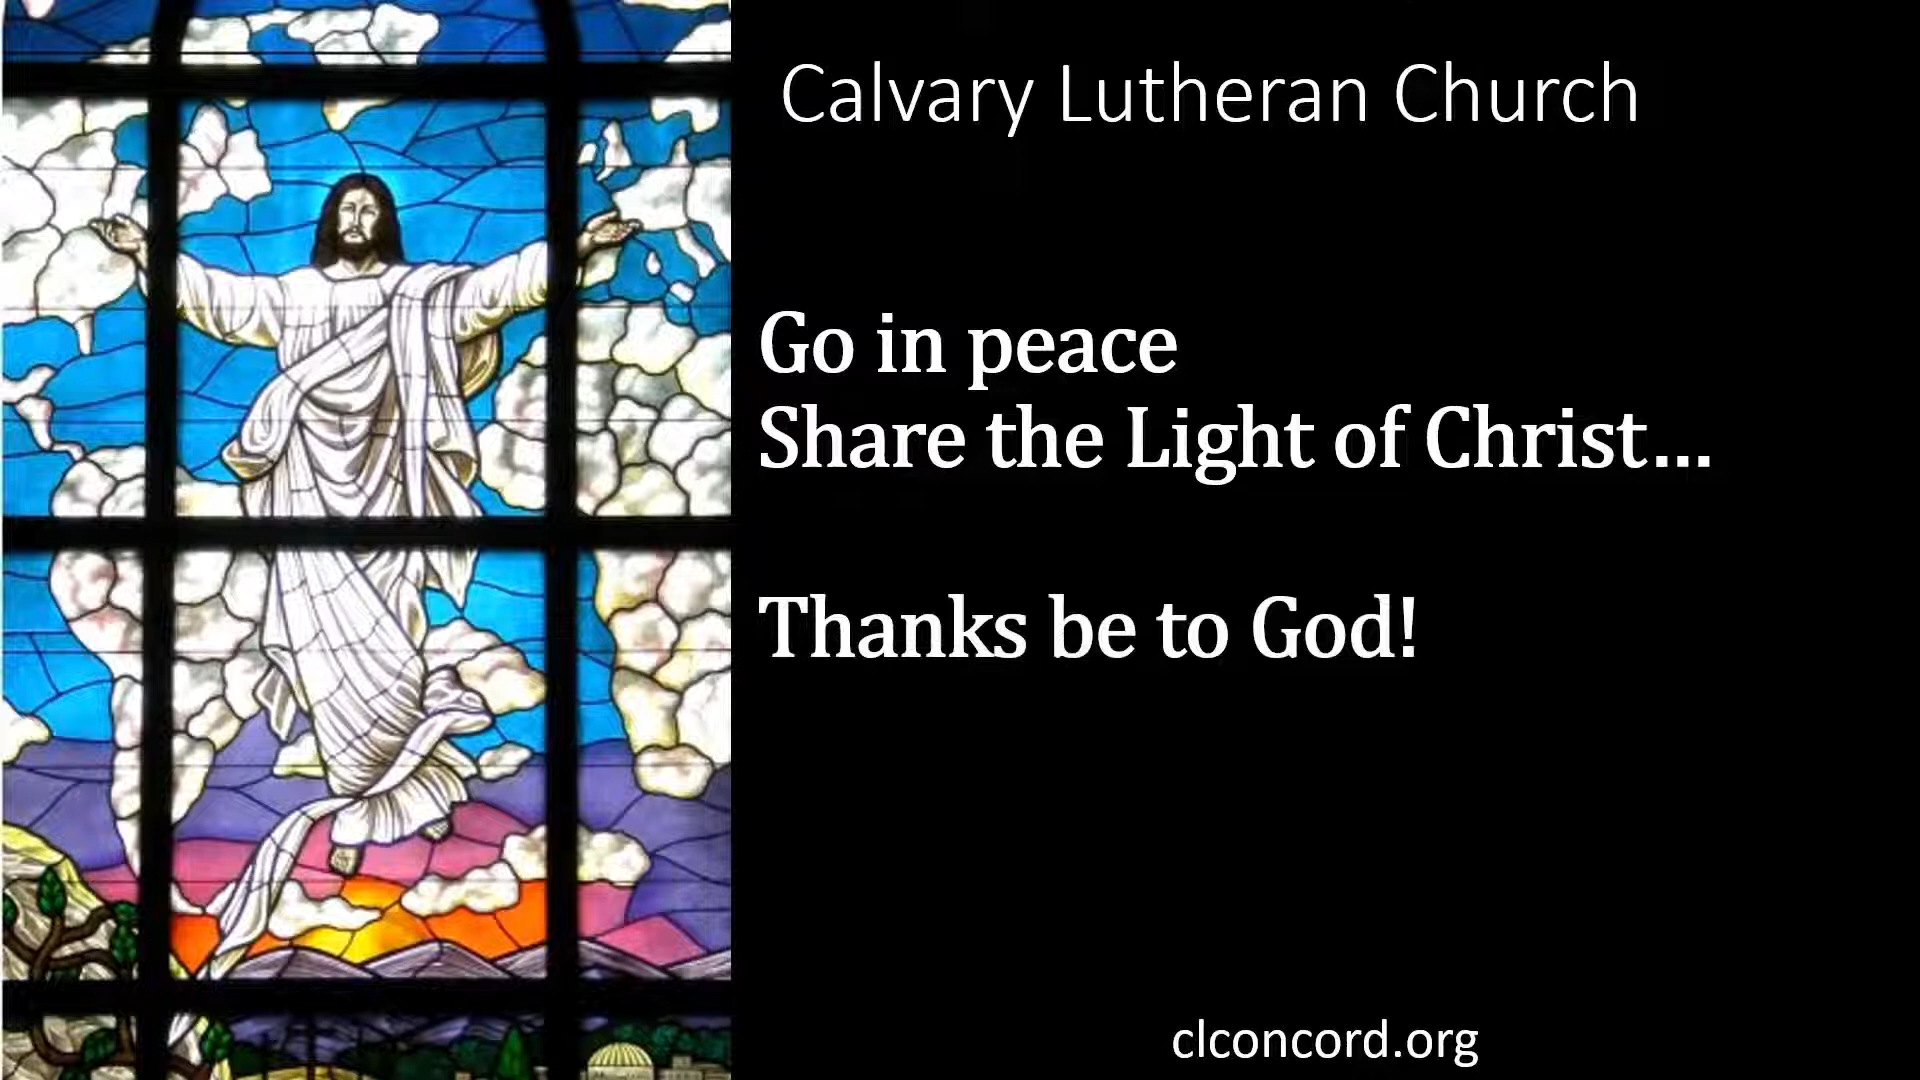 Calvary Lutheran Church
Go in peace
Share the Light of Christ...
Thanks be to God!
clconcord.org